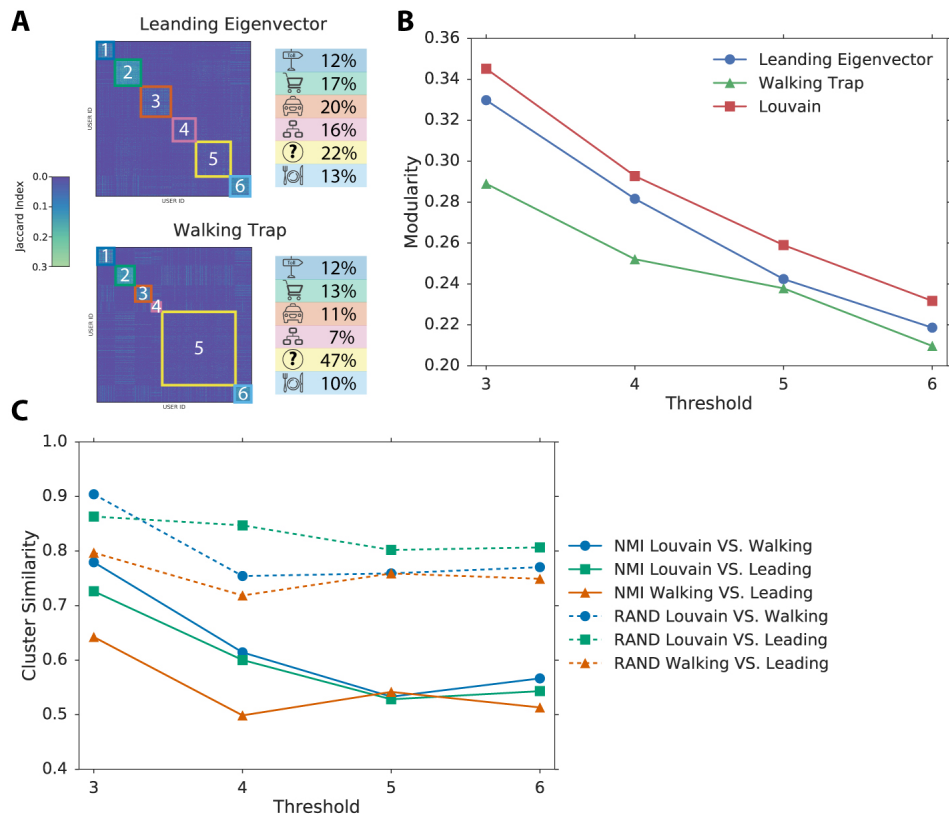 A
Leanding Eigenvector
1
2
3
4
5
6
USER ID
USER ID
12%
17%
20%
16%
? 22%
13%
Jaccard Index
0.0
0.1
0.2
0.3
Walking Trap
1
2
3
4
5
6
USER ID
USER ID
12%
13%
11%
7%
? 47%
10%
B
0.36
0.34
0.32
0.30
0.28
0.26
0.24
0.22
0.20
Modularity
3 4 5 6
Threshold
Leanding Eigenvector
Walking Trap
Louvain
C
1.0
0.9
0.8
0.7
0.6
0.5
0.4
Cluster Similarity
3 4 5 6
Threshold
NMI Louvain VS. Walking
NMI Louvain VS. Leading
NMI Walking VS. Leading
RAND Louvain VS. Walking
RAND Louvain VS. Leading
RAND Walking VS. Leading